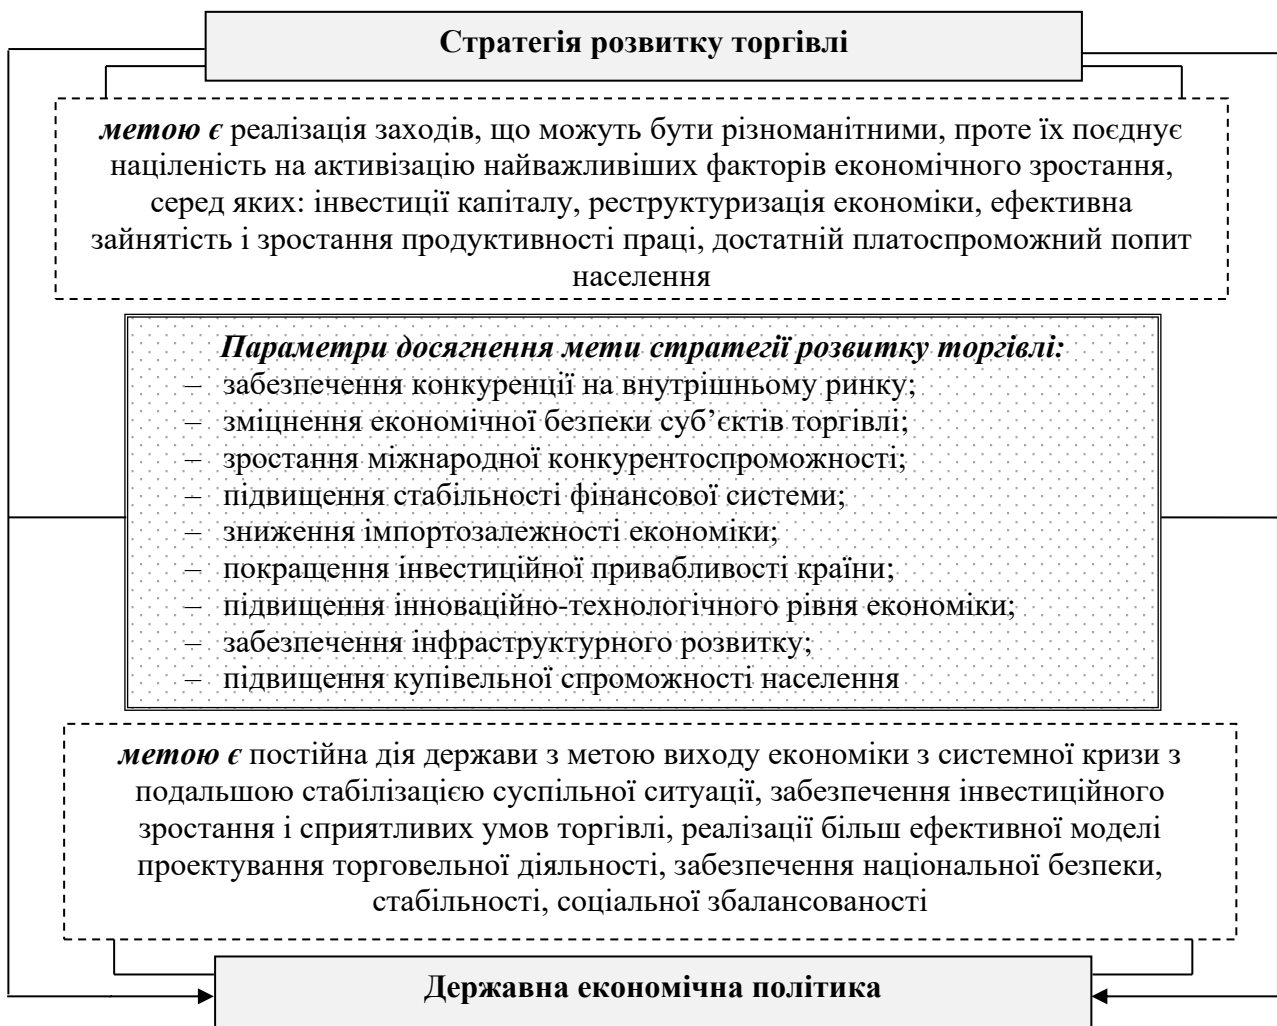 Стратегія розвитку торгівлі
метою є реалізація заходів, що можуть бути різноманітними, проте їх поєднує
націленість на активізацію найважливіших факторів економічного зростання,
серед яких: інвестиції капіталу, реструктуризація економіки, ефективна
зайнятість і зростання продуктивності праці, достатній платоспроможний попит
населення
Параметри досягнення мети стратегії розвитку торгівлі:
– забезпечення конкуренції на внутрішньому ринку;
– зміцнення економічної безпеки суб’єктів торгівлі;
– зростання міжнародної конкурентоспроможності;
– підвищення стабільності фінансової системи;
– зниження імпортозалежності економіки;
– покращення інвестиційної привабливості країни;
– підвищення інноваційно-технологічного рівня економіки;
– забезпечення інфраструктурного розвитку;
– підвищення купівельної спроможності населення
метою є постійна дія держави з метою виходу економіки з системної кризи з
подальшою стабілізацією суспільної ситуації, забезпечення інвестиційного
зростання і сприятливих умов торгівлі, реалізації більш ефективної моделі
проектування торговельної діяльності, забезпечення національної безпеки,
стабільності, соціальної збалансованості
Державна економічна політика